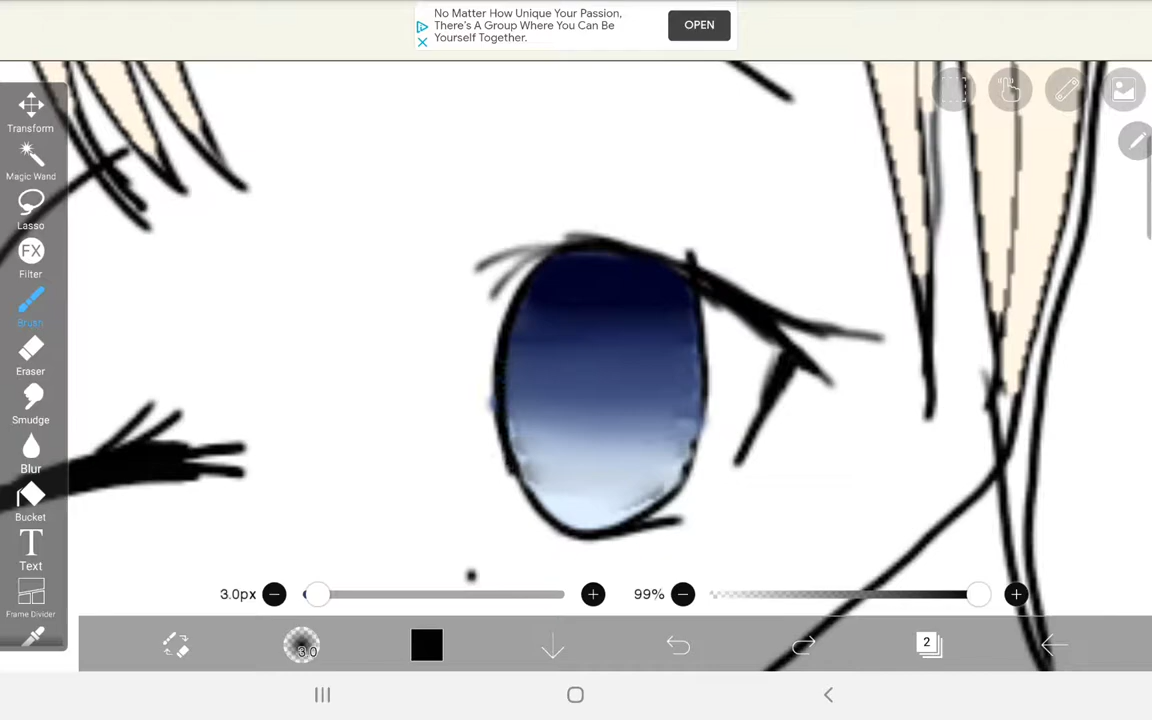 No Matter How Unique Your Passion,
There's A Group Where You Can Be
Yourself Together.
OPEN
Transform
Magic Wand
Lasso
FX
Filter
Brush
Eraser
Smudge
Blur
Bucket
T
Text
Frame Divider
3.0px
99%
3.0
2